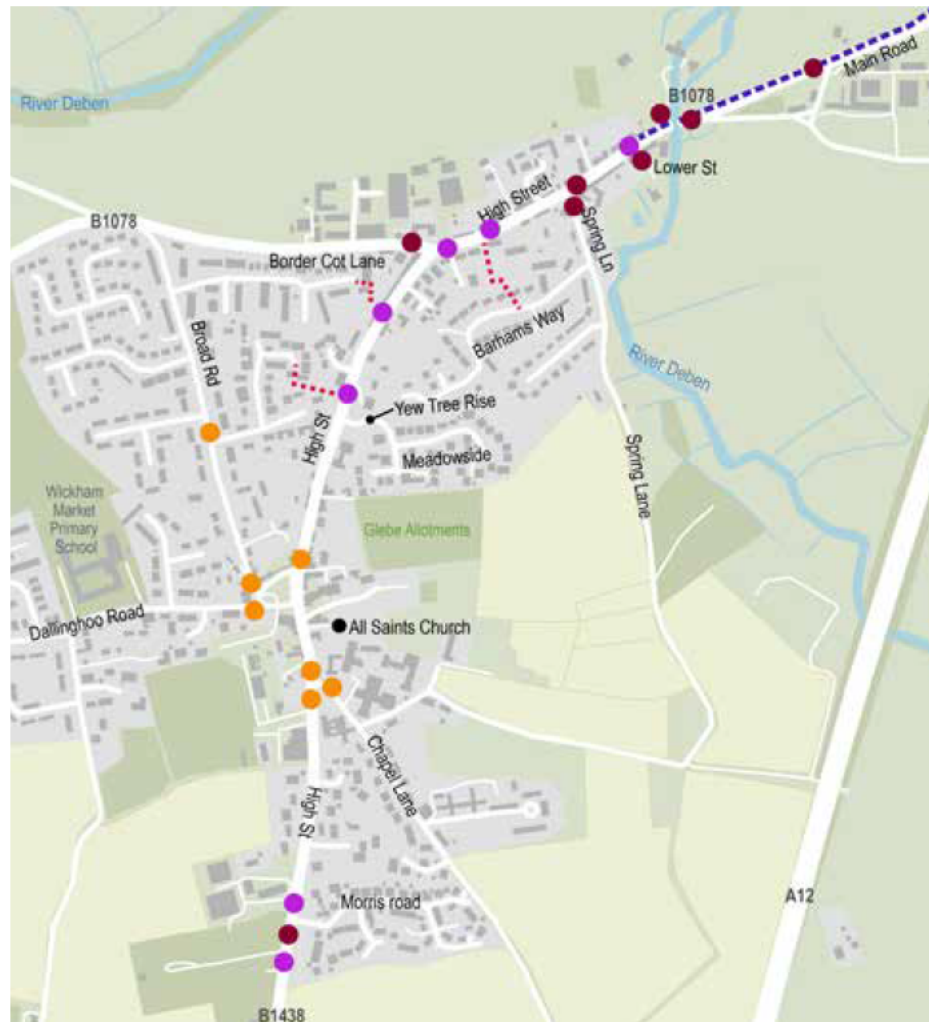 Main Road
B1078
River Deben
Lower St
High Street
B1078
Spring Ln
Border Cot Lane
Barhams Way
Broad Rd
River Deben
Yew Tree Rise
High St
Meadowside
Spring Lane
Wickham
Market
Primary
School
Glebe Allotments
Dallinghoo Road
All Saints Church
Chapel Lane
High St
A12
Morris road
B1438